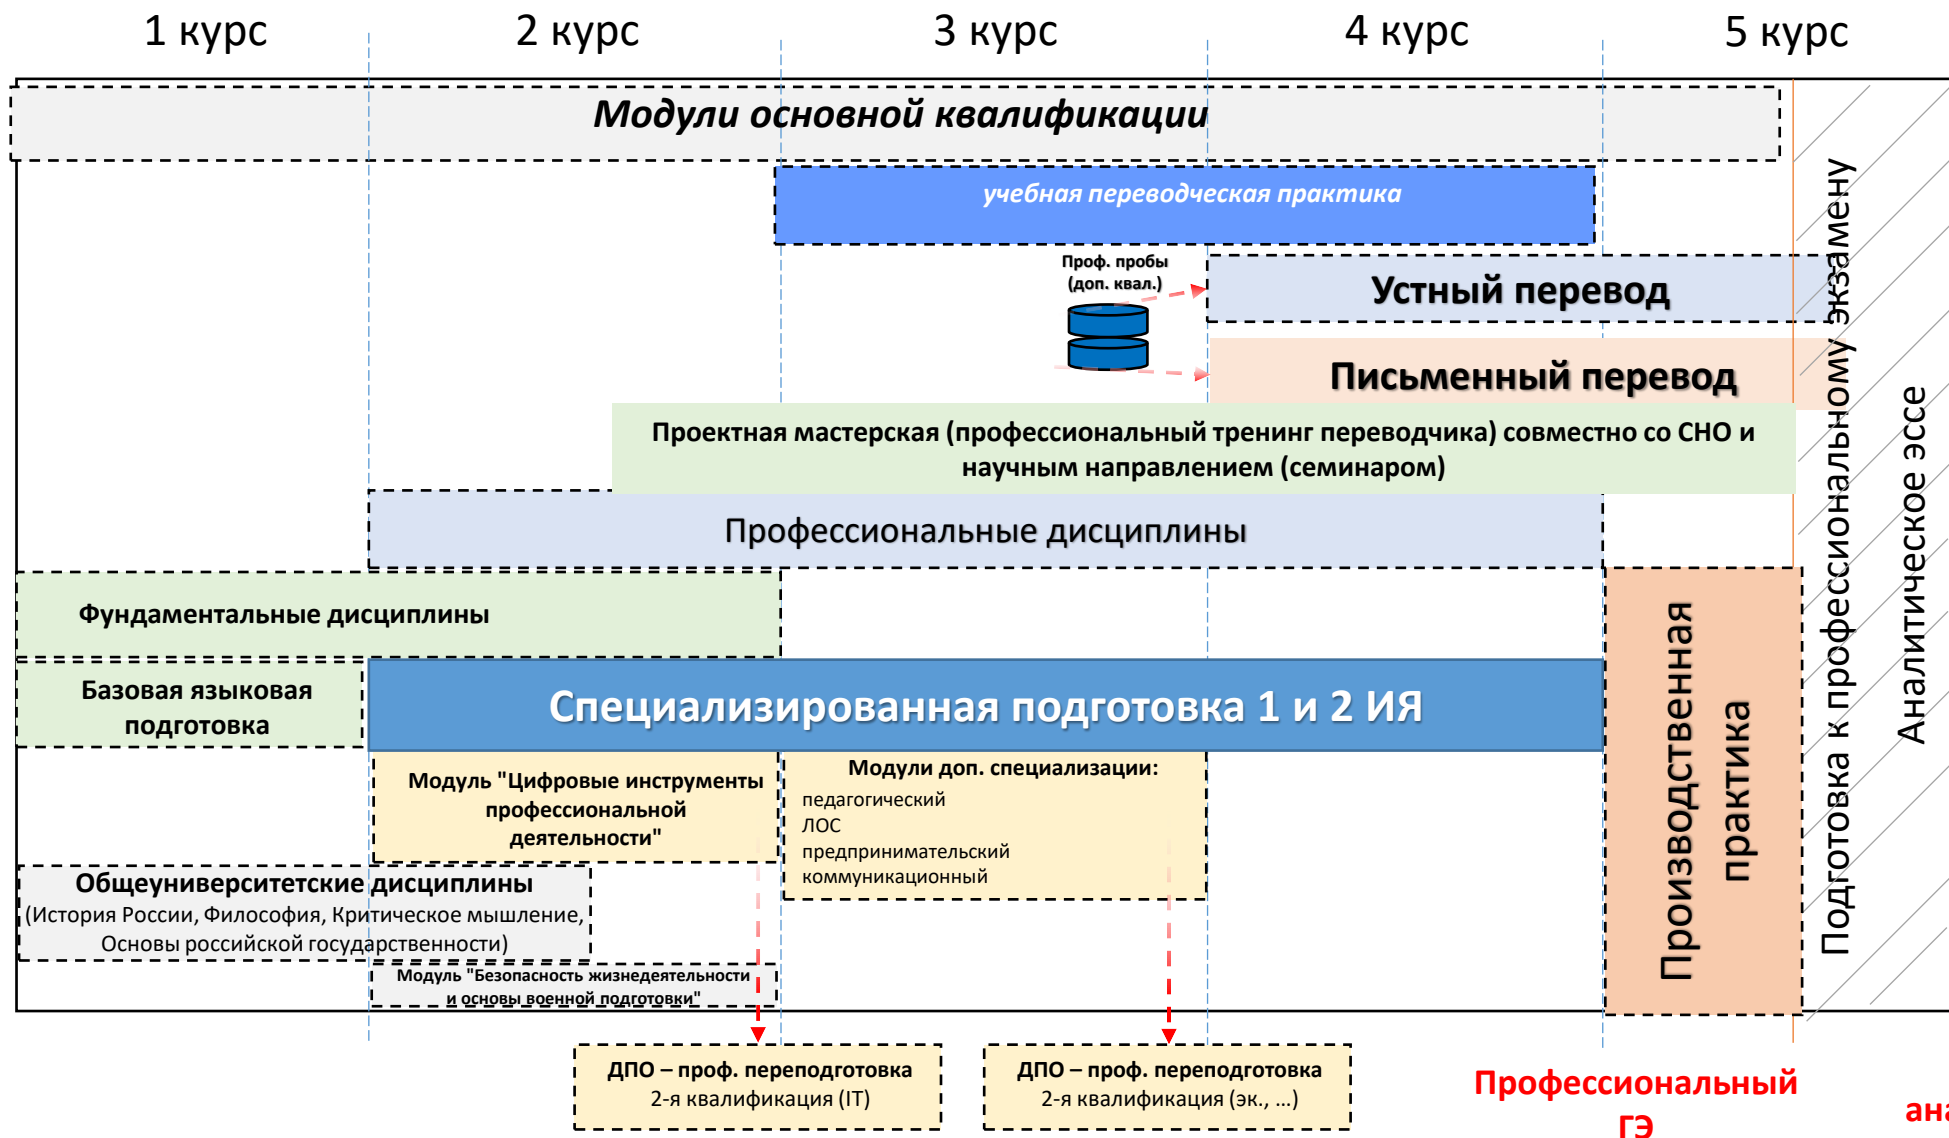 1 курс
2 курс
3 курс
4 курс
5 курс
Модули основной квалификации
учебная переводческая практика
Проф. пробы
(доп. квал.)
Устный перевод
Письменный перевод
Проектная мастерская (профессиональный тренинг переводчика) совместно со СНО и
научным направлением (семинаром)
Профессиональные дисциплины
Фундаментальные дисциплины
Базовая языковая
подготовка
Специализированная подготовка 1 и 2 ИЯ
Модуль "Цифровые инструменты
профессиональной
деятельности"
Модули доп. специализации:
педагогический
ЛОС
предпринимательский
коммуникационный
Общеуниверситетские дисциплины
(История России, Философия, Критическое мышление,
Основы российской государственности)
Модуль "Безопасность жизнедеятельности
и основы военной подготовки"
Производственная
практика
Подготовка к профессиональному экзамену
Аналитическое эссе
ДПО – проф. переподготовка
2-я квалификация (IT)
ДПО – проф. переподготовка
2-я квалификация (эк., ...)
Профессиональный
ГЭ